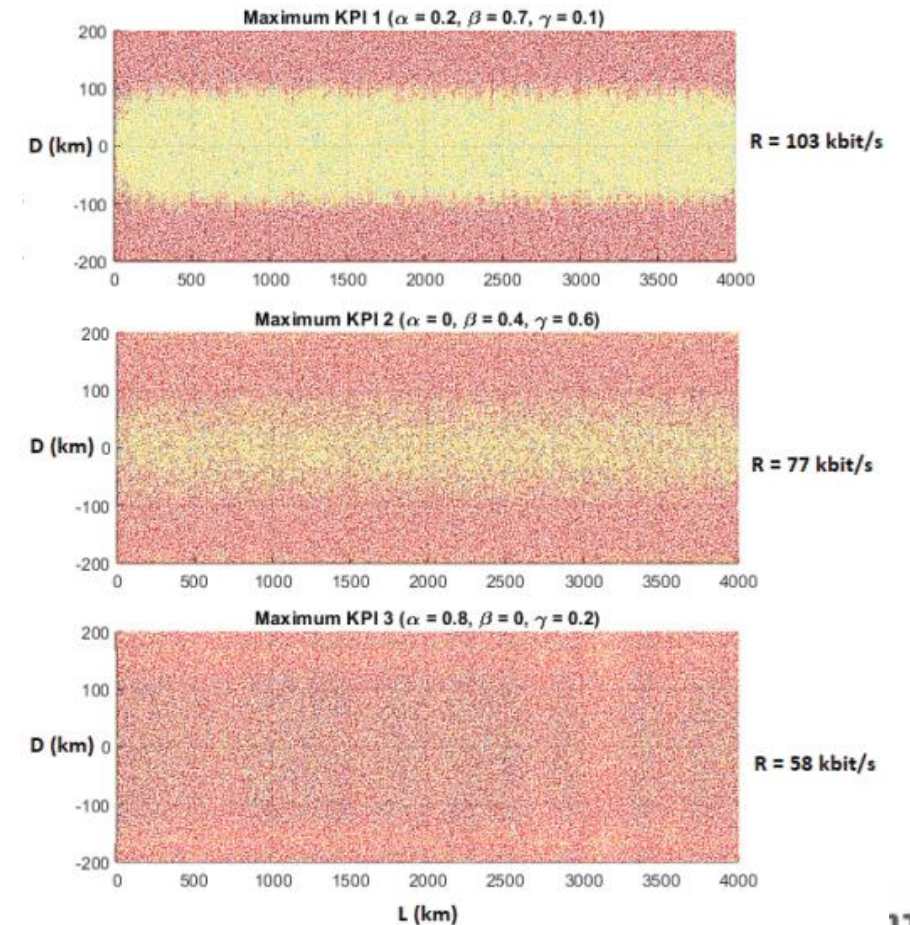 Maximum KPI 1 (α = 0.2, β = 0.7, γ = 0.1)
200
100
D (km) 0
-100
-200
R = 103 kbit/s
0 500 1000 1500 2000 2500 3000 3500 4000
Maximum KPI 2 (α = 0, β = 0.4, γ = 0.6)
200
100
D (km) 0
-100
-200
R = 77 kbit/s
0 500 1000 1500 2000 2500 3000 3500 4000
Maximum KPI 3 (α = 0.8, β = 0, γ = 0.2)
200
100
D (km) 0
-100
-200
R = 58 kbit/s
0 500 1000 1500 2000 2500 3000 3500 4000
L (km)